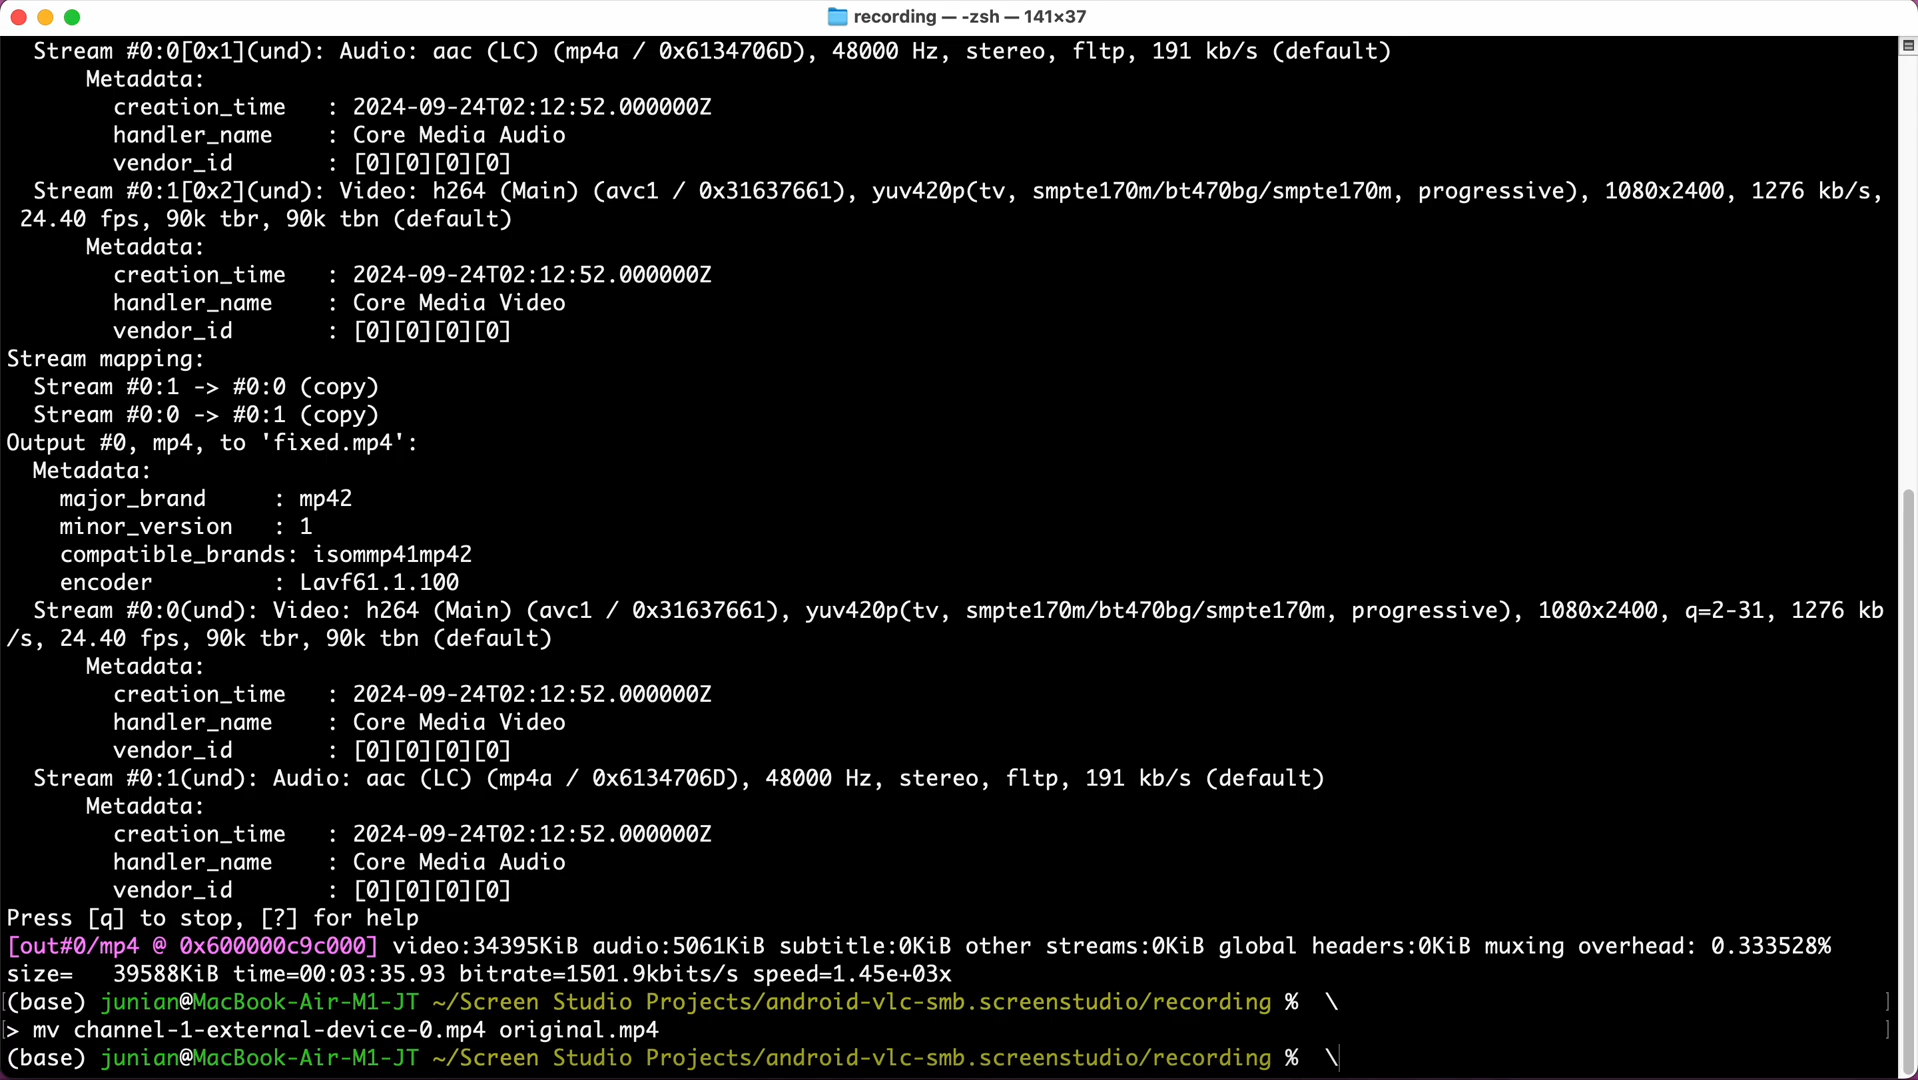 recording — -zsh — 141×37
Stream #0:0[0x1](und): Audio: aac (LC) (mp4a / 0x6134706D), 48000 Hz, stereo, fltp, 191 kb/s (default)
Metadata:
creation_time   : 2024-09-24T02:12:52.000000Z
handler_name    : Core Media Audio
vendor_id       : [0][0][0][0]
Stream #0:1[0x2](und): Video: h264 (Main) (avc1 / 0x31637661), yuv420p(tv, smpte170m/bt470bg/smpte170m, progressive), 1080x2400, 1276 kb/s,
24.40 fps, 90k tbr, 90k tbn (default)
Metadata:
creation_time   : 2024-09-24T02:12:52.000000Z
handler_name    : Core Media Video
vendor_id       : [0][0][0][0]
Stream mapping:
Stream #0:1 -> #0:0 (copy)
Stream #0:0 -> #0:1 (copy)
Output #0, mp4, to 'fixed.mp4':
Metadata:
major_brand     : mp42
minor_version   : 1
compatible_brands: isommp41mp42
encoder         : Lavf61.1.100
Stream #0:0(und): Video: h264 (Main) (avc1 / 0x31637661), yuv420p(tv, smpte170m/bt470bg/smpte170m, progressive), 1080x2400, q=2-31, 1276 kb
/s, 24.40 fps, 90k tbr, 90k tbn (default)
Metadata:
creation_time   : 2024-09-24T02:12:52.000000Z
handler_name    : Core Media Video
vendor_id       : [0][0][0][0]
Stream #0:1(und): Audio: aac (LC) (mp4a / 0x6134706D), 48000 Hz, stereo, fltp, 191 kb/s (default)
Metadata:
creation_time   : 2024-09-24T02:12:52.000000Z
handler_name    : Core Media Audio
vendor_id       : [0][0][0][0]
Press [q] to stop, [?] for help
[out#0/mp4 @ 0x600000c9c000] video:34395KiB audio:5061KiB subtitle:0KiB other streams:0KiB global headers:0KiB muxing overhead: 0.333528%
size=   39588KiB time=00:03:35.93 bitrate=1501.9kbits/s speed=1.45e+03x
(base) junian@MacBook-Air-M1-JT ~/Screen Studio Projects/android-vlc-smb.screenstudio/recording %  \
> mv channel-1-external-device-0.mp4 original.mp4
(base) junian@MacBook-Air-M1-JT ~/Screen Studio Projects/android-vlc-smb.screenstudio/recording %  \